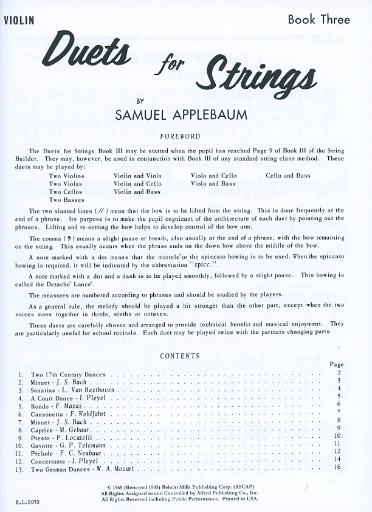 VIOLIN
Book Three
Duets for Strings
BY
SAMUEL APPLEBAUM
FOREWORD
The Duets for Strings Book III may be started when the pupil has reached Page 9 of Book III of the String
Builder. They may, however, be used in conjunction with Book III of any standard string class method. These
duets may be played by:
Two Violins Violin and Viola Violin and Cello Cello and Bass
Two Violas Violin and Cello Viola and Bass
Two Cellos Violin and Bass
Two Basses
The two slanted lines (//) mean that the bow is to be lifted from the string. This is done frequently at the
end of a phrase. Its purpose is to make the pupil cognizant of the architecture of each duet by pointing out the
phrases. Lifting and re-setting the bow helps to develop control of the bow arm.
The comma (,) means a slight pause or breath, also usually at the end of a phrase, with the bow remaining
on the string. This usually occurs when the phrase ends on the down bow above the middle of the bow.
A note marked with a dot means that the martele' or the spiccato bowing is to be used. When the spiccato
bowing is required, it will be indicated by the abbreviation "spicc.".
A note marked with a dot and a dash is to be played smoothly, followed by a slight pause. This bowing is
called the Detache' Lance'.
The measures are numbered according to phrases and should be studied by the players.
As a general rule, the melody should be played a bit stronger than the other part, except when the two
voices move together in thirds, sixths or octaves.
These duets are carefully chosen and arranged to provide technical benefit and musical enjoyment. They
are particularly useful for school recitals. Each duet may be played twice with the partners changing parts.
CONTENTS
Page
1. Two 17th Century Dances 2
2. Minuet - J. S. Bach 3
3. Sonatina - L. Van Beethoven 4
4. A Court Dance - I. Pleyel 5
5. Rondo - F. Mazas 6
6. Canzonetta - F. Wohlfahrt 7
7. Minuet - J. S. Bach 8
8. Caprice - M. Gebaur 9
9. Presto - P. Locatelli 10
10. Gavotte - G. P. Telemann 11
11. Prelude - F. C. Neubaur 12
12. Concertante - I. Pleyel 14
13. Two German Dances - W. A. Mozart 16
© 1968 (Renewed 1993) Belwin Mills Publishing Corp. (ASCAP)
All Rights Assigned to and Controlled by Alfred Publishing Co., Inc.
All Rights Reserved including Public Performance. Printed in USA.